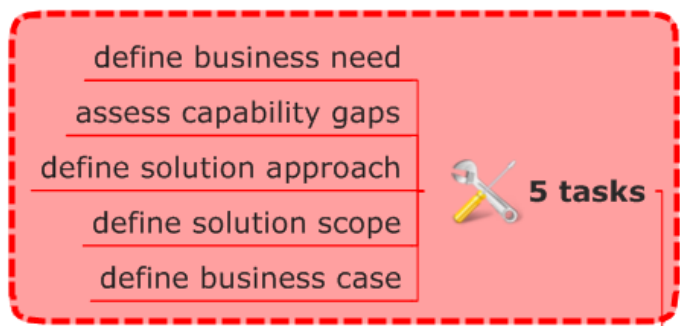 define business need
assess capability gaps
define solution approach
define solution scope
define business case
5 tasks